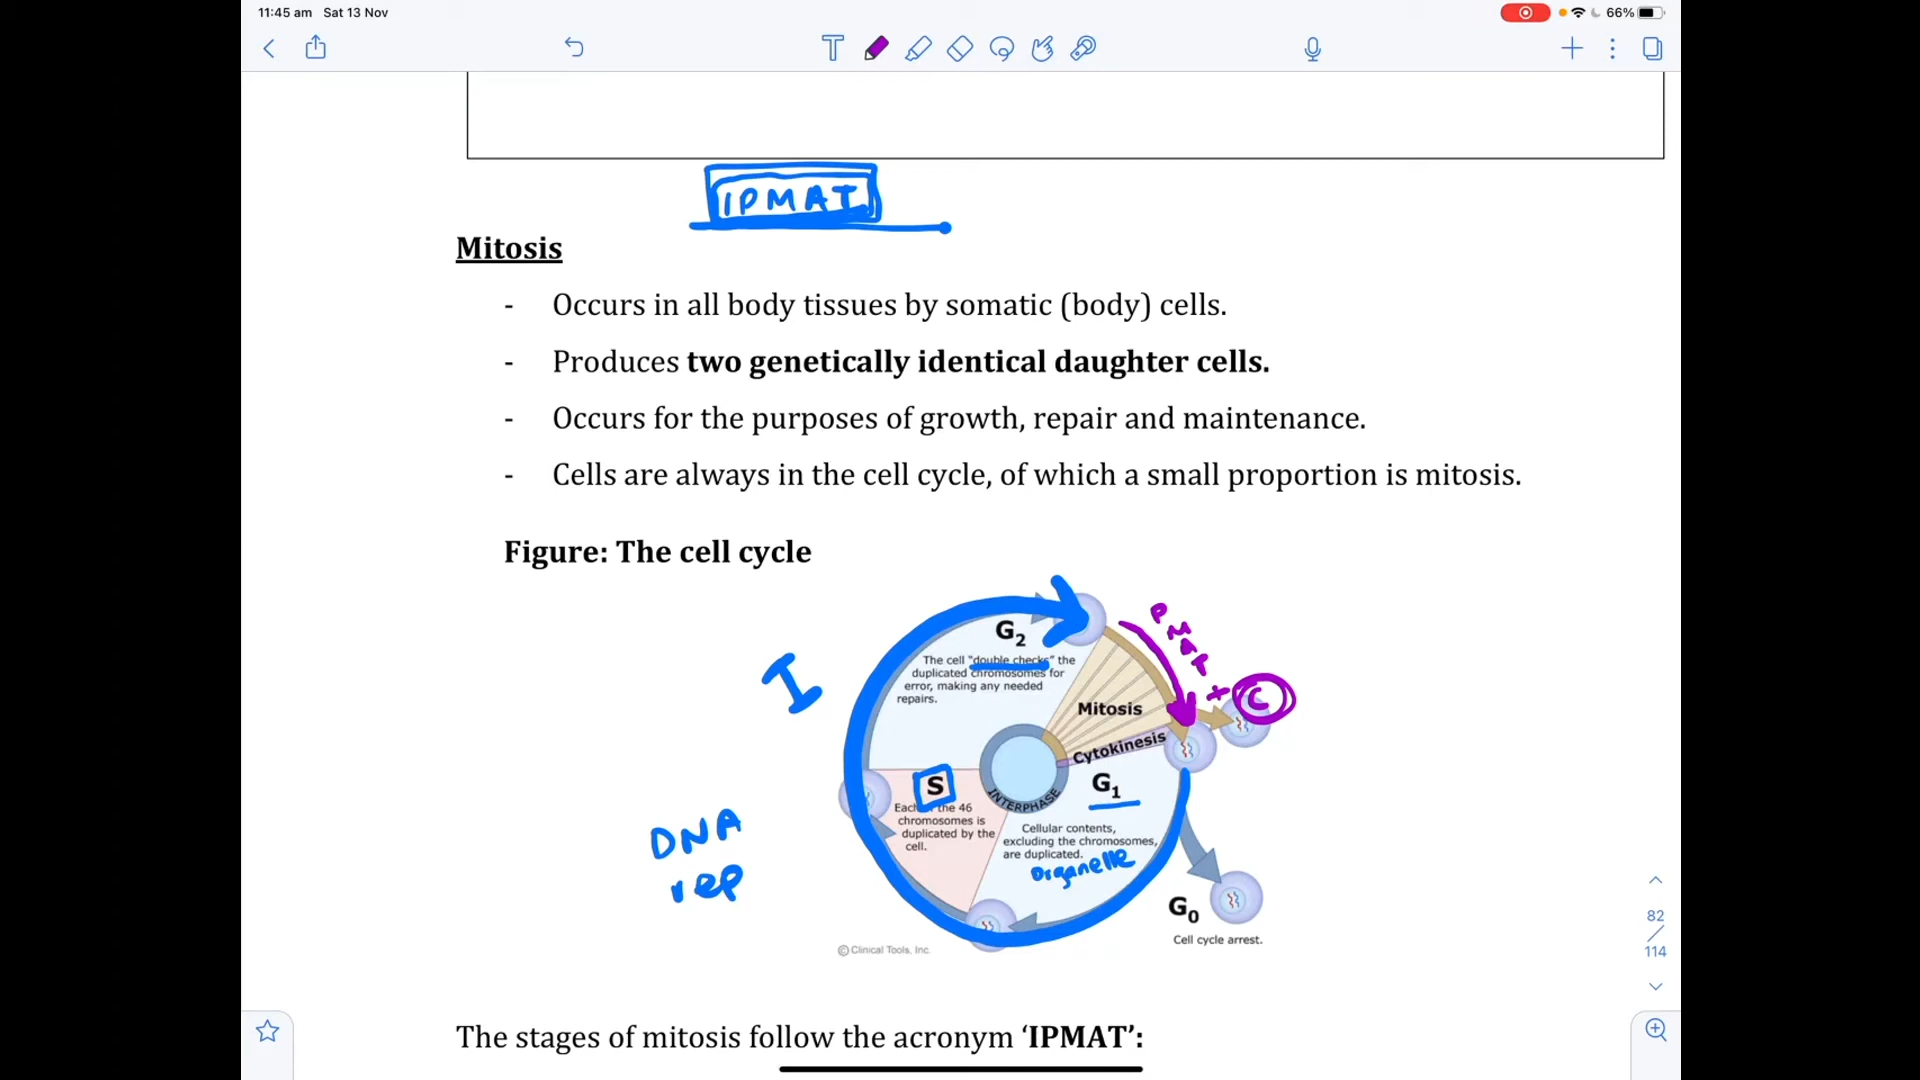 11:45 am Sat 13 Nov
66%
IPMAT
Mitosis
- Occurs in all body tissues by somatic (body) cells.
- Produces two genetically identical daughter cells.
- Occurs for the purposes of growth, repair and maintenance.
- Cells are always in the cell cycle, of which a small proportion is mitosis.
Figure: The cell cycle
PMAT + C
I
G2
The cell "double checks" the
duplicated chromosomes for
error, making any needed
repairs.
Mitosis
Cytokinesis
INTERPHASE
S
Each the 46
chromosomes is
duplicated by the
cell.
G1
Cellular contents,
excluding the chromosomes,
are duplicated.
Organelle
DNA
rep
G0
Cell cycle arrest.
© Clinical Tools, Inc.
82
114
The stages of mitosis follow the acronym ‘IPMAT’: